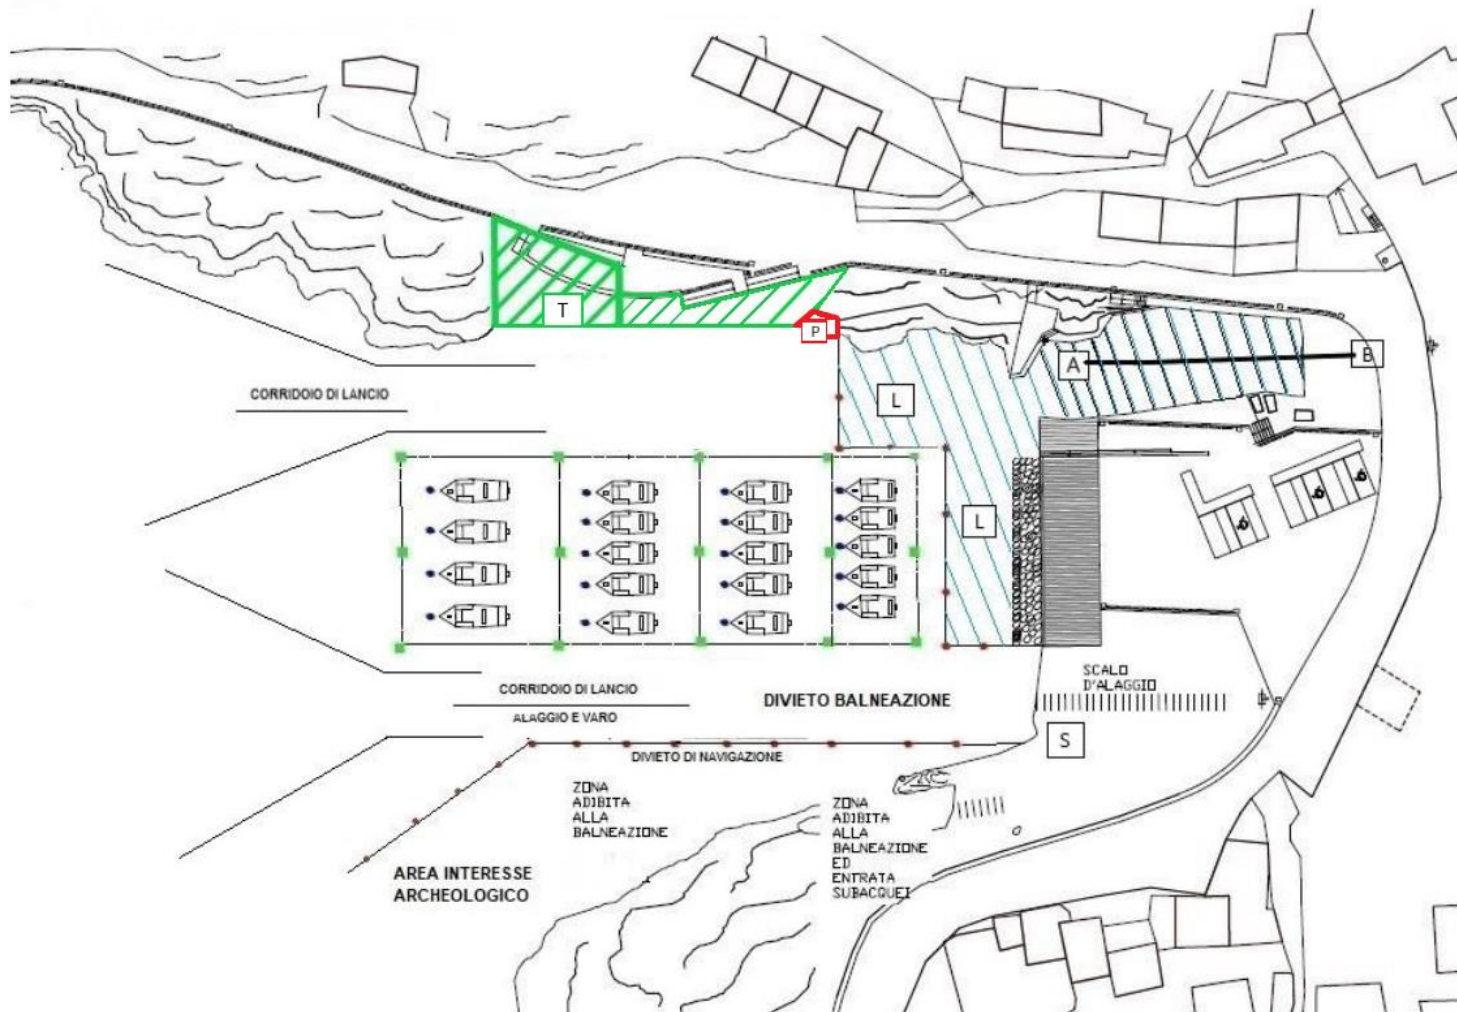 T
P
A
B
CORRIDOIO DI LANCIO
L
L
SCALO
D'ALAGGIO
CORRIDOIO DI LANCIO
DIVIETO BALNEAZIONE
ALAGGIO E VARO
S
DIVIETO DI NAVIGAZIONE
ZONA
ADIBITA
ALLA
BALNEAZIONE
ZONA
ADIBITA
ALLA
BALNEAZIONE
ED
ENTRATA
SUBACQUEI
AREA INTERESSE
ARCHEOLOGICO